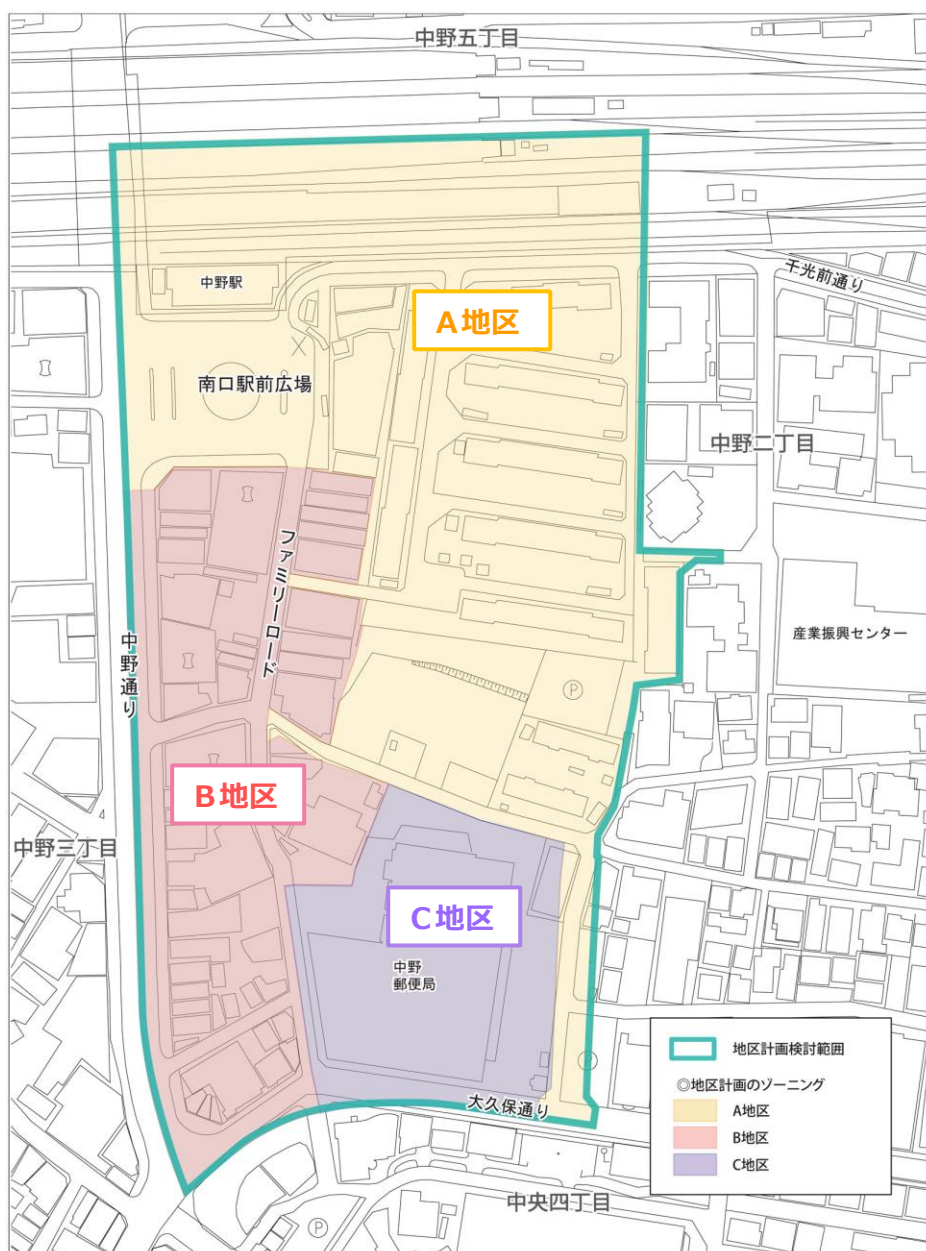 中野五丁目
千光前通り
中野駅
A地区
南口駅前広場
中野二丁目
ファミリーロード
産業振興センター
中野通り
P
B地区
中野三丁目
C地区
中野
郵便局
地区計画検討範囲
◎地区計画のゾーニング
A地区
B地区
C地区
大久保通り
中央四丁目
P
P